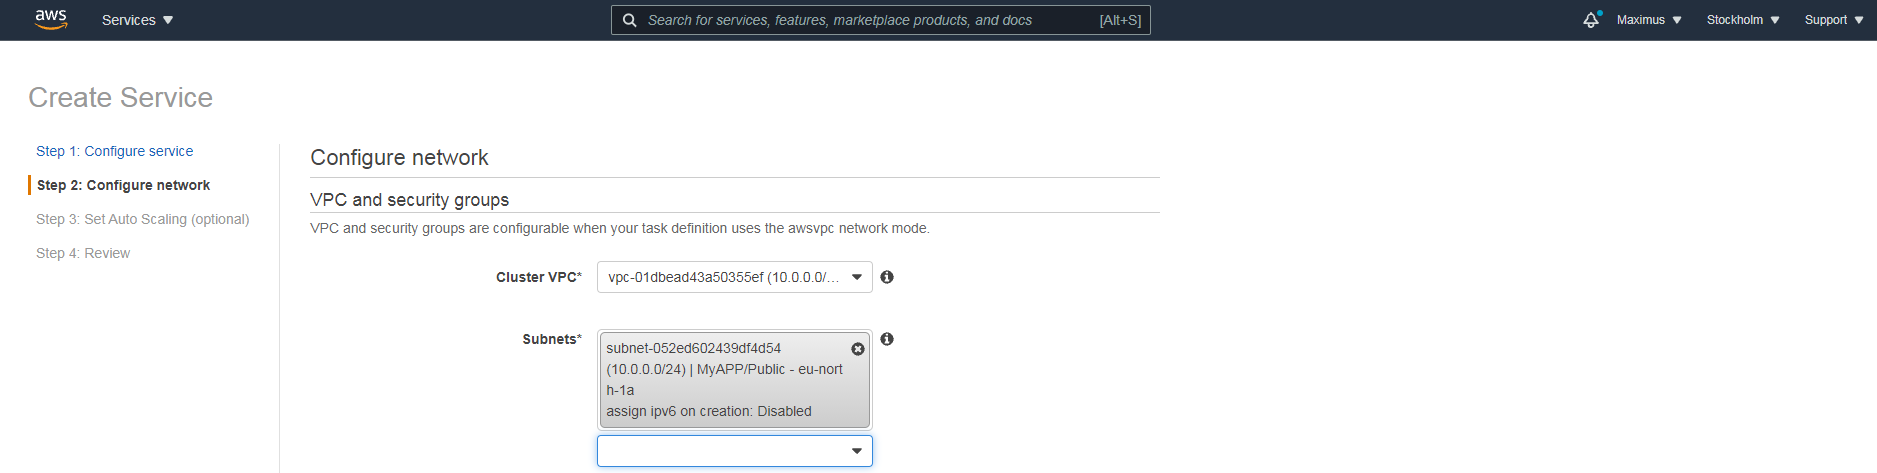 aws Services Search for services, features, marketplace products, and docs [Alt+S] Maximus Stockholm Support
Create Service
Step 1: Configure service
Step 2: Configure network
Step 3: Set Auto Scaling (optional)
Step 4: Review
Configure network
VPC and security groups
VPC and security groups are configurable when your task definition uses the awsvpc network mode.
Cluster VPC* vpc-01dbead43a50355ef (10.0.0.0/...
Subnets* subnet-052ed602439df4d54
(10.0.0.0/24) | MyAPP/Public - eu-nort
h-1a
assign ipv6 on creation: Disabled